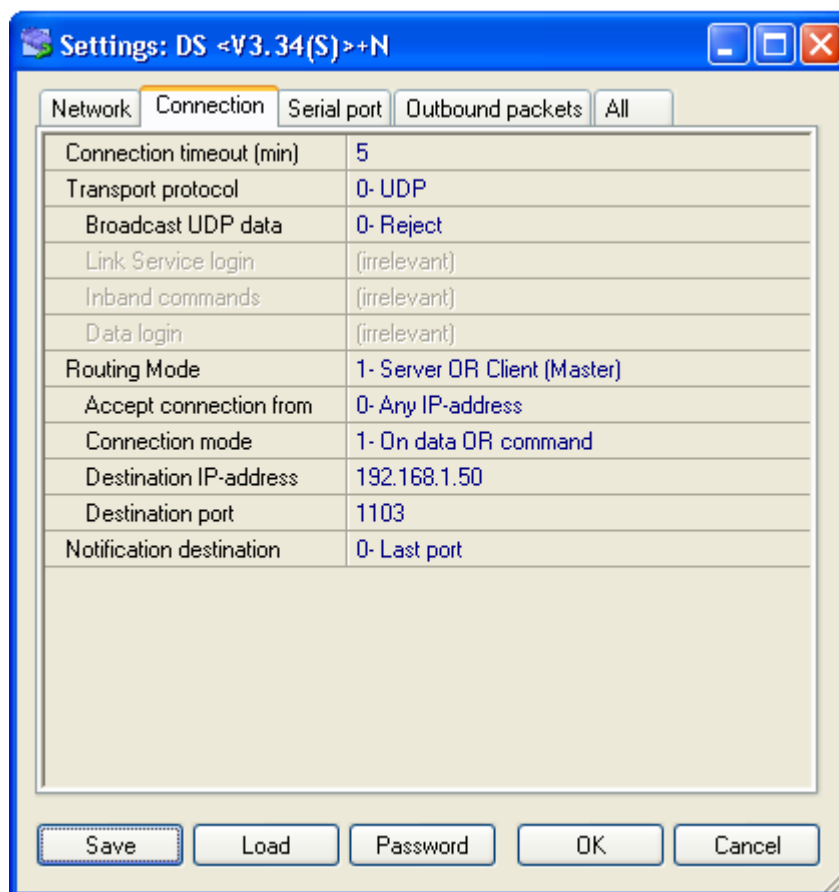 Settings: DS <V3.34(S)>+N
Network Connection Serial port Outbound packets All
Connection timeout (min) 5
Transport protocol 0- UDP
Broadcast UDP data 0- Reject
Link Service login (irrelevant)
Inband commands (irrelevant)
Data login (irrelevant)
Routing Mode 1- Server OR Client (Master)
Accept connection from 0- Any IP-address
Connection mode 1- On data OR command
Destination IP-address 192.168.1.50
Destination port 1103
Notification destination 0- Last port
Save Load Password OK Cancel